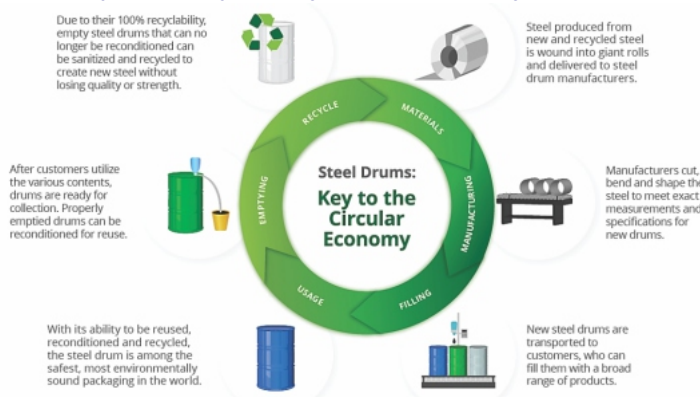 Due to their 100% recyclability,
empty steel drums that can no
longer be reconditioned can
be sanitized and recycled to
create new steel without
losing quality or strength.
Steel produced from
new and recycled steel
is wound into giant rolls
and delivered to steel
drum manufacturers.
RECYCLE
MATERIALS
After customers utilize
the various contents,
drums are ready for
collection. Properly
emptied drums can be
reconditioned for reuse.
EMPTYING
Steel Drums:
Key to the
Circular
Economy
MANUFACTURING
Manufacturers cut,
bend and shape the
steel to meet exact
measurements and
specifications for
new drums.
USAGE
FILLING
With its ability to be reused,
reconditioned and recycled,
the steel drum is among the
safest, most environmentally
sound packaging in the world.
New steel drums are
transported to
customers, who can
fill them with a broad
range of products.